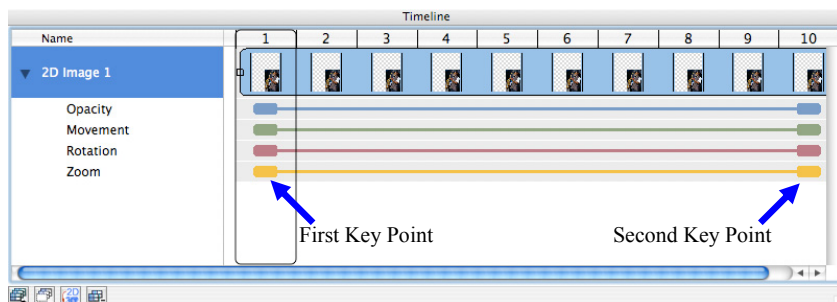 Timeline
Name 1 2 3 4 5 6 7 8 9 10
2D Image 1
Opacity
Movement
Rotation
Zoom
First Key Point Second Key Point
2D